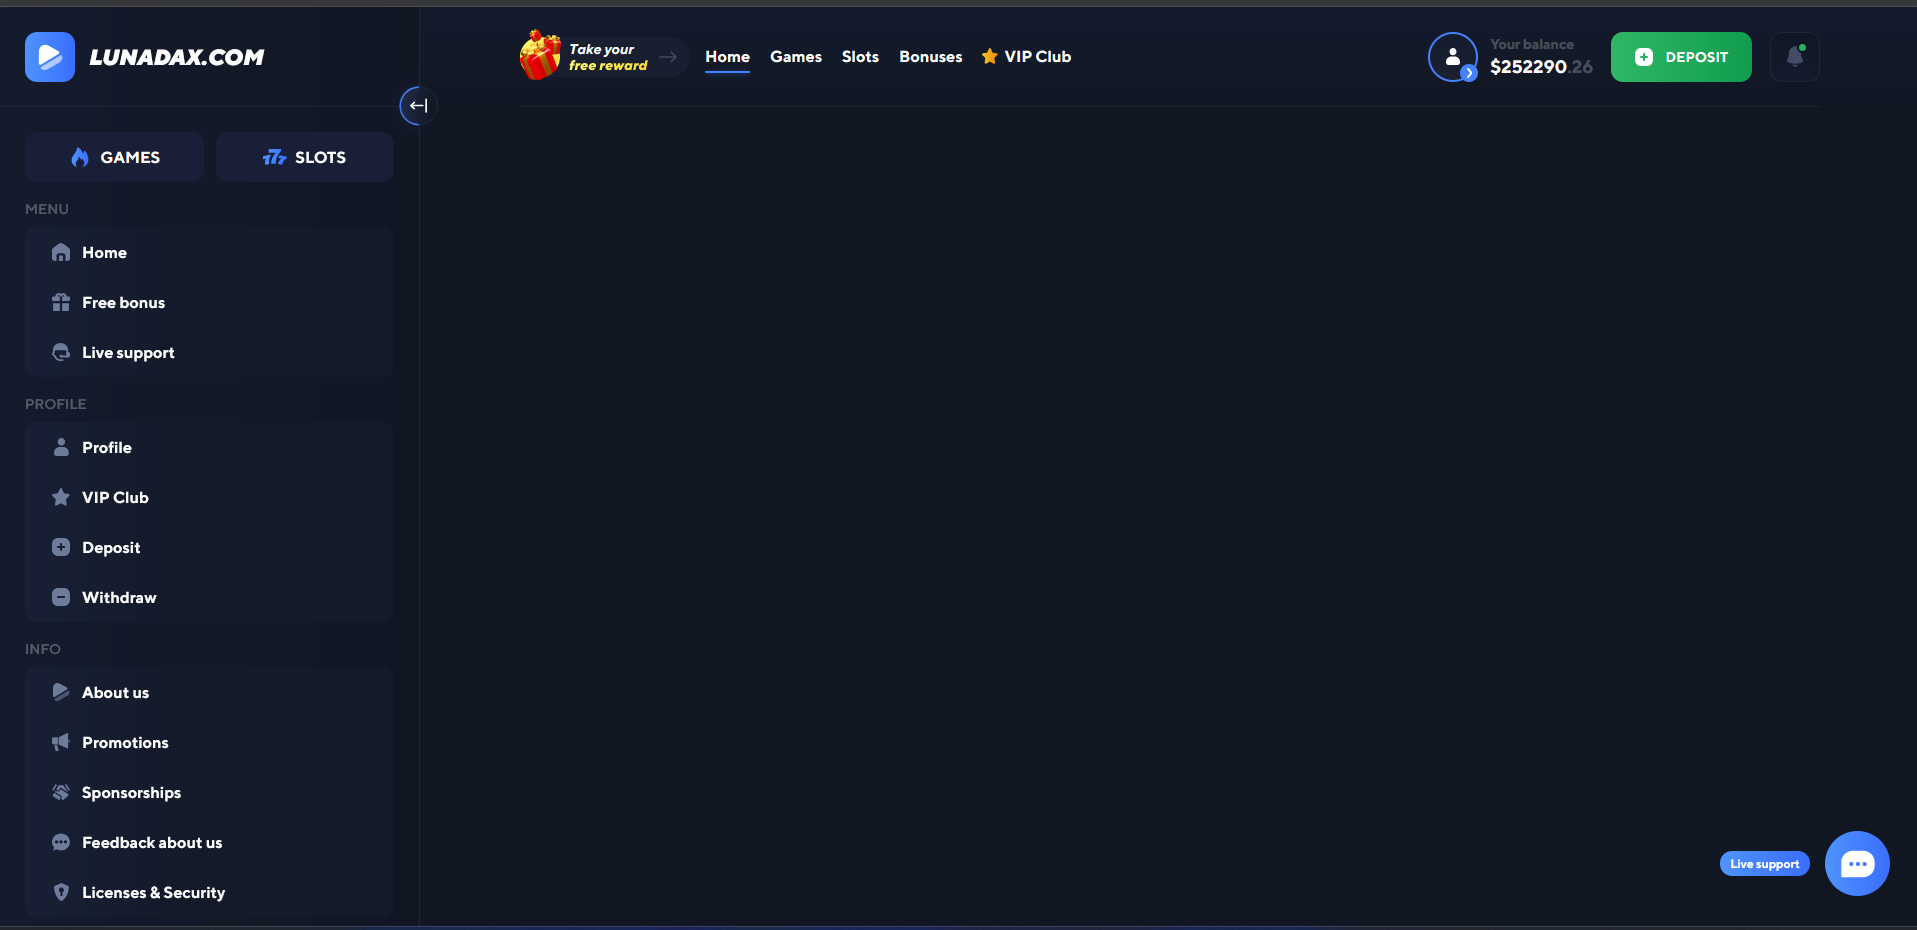 LUNADAX.COM
Take your
free reward
Home
Games
Slots
Bonuses
VIP Club
Your balance
$252290.26
DEPOSIT
GAMES
SLOTS
MENU
Home
Free bonus
Live support
PROFILE
Profile
VIP Club
Deposit
Withdraw
INFO
About us
Promotions
Sponsorships
Feedback about us
Licenses & Security
Live support